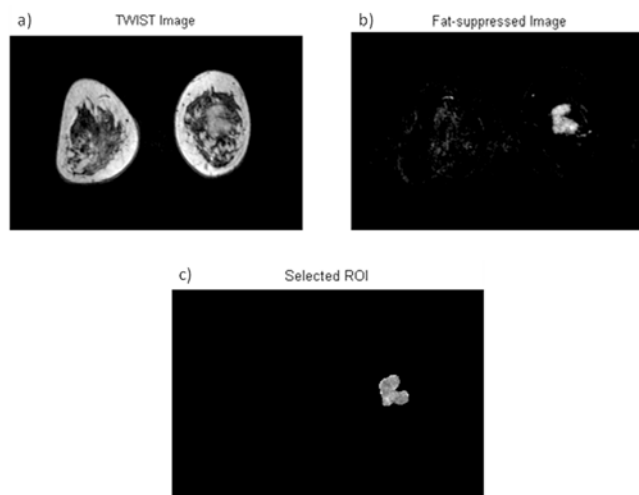 a)
TWIST Image
b)
Fat-suppressed Image
c)
Selected ROI